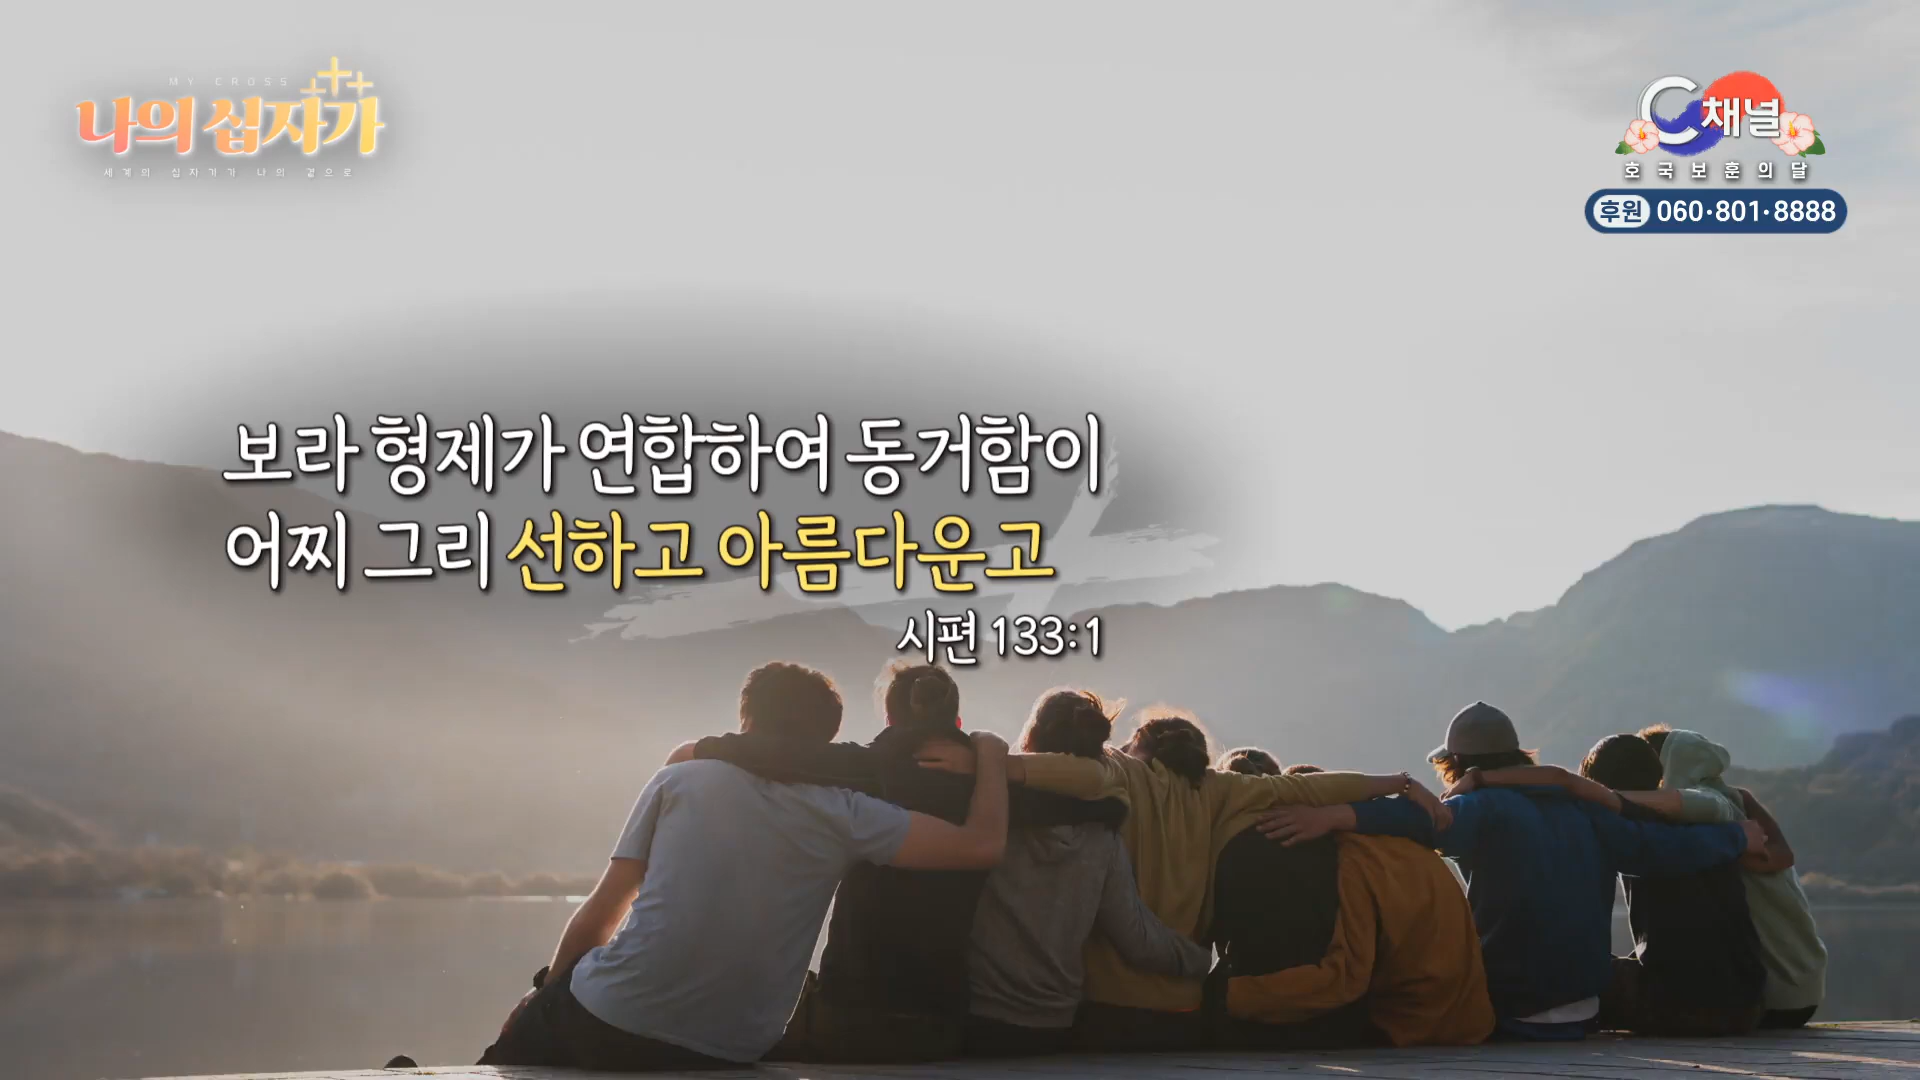 MY CROSS
나의 십자가
세계의 십자가가 나의 곁으로
C채널
호국보훈의달
후원 060·801·8888
보라 형제가 연합하여 동거함이
어찌 그리 선하고 아름다운고
시편 133:1